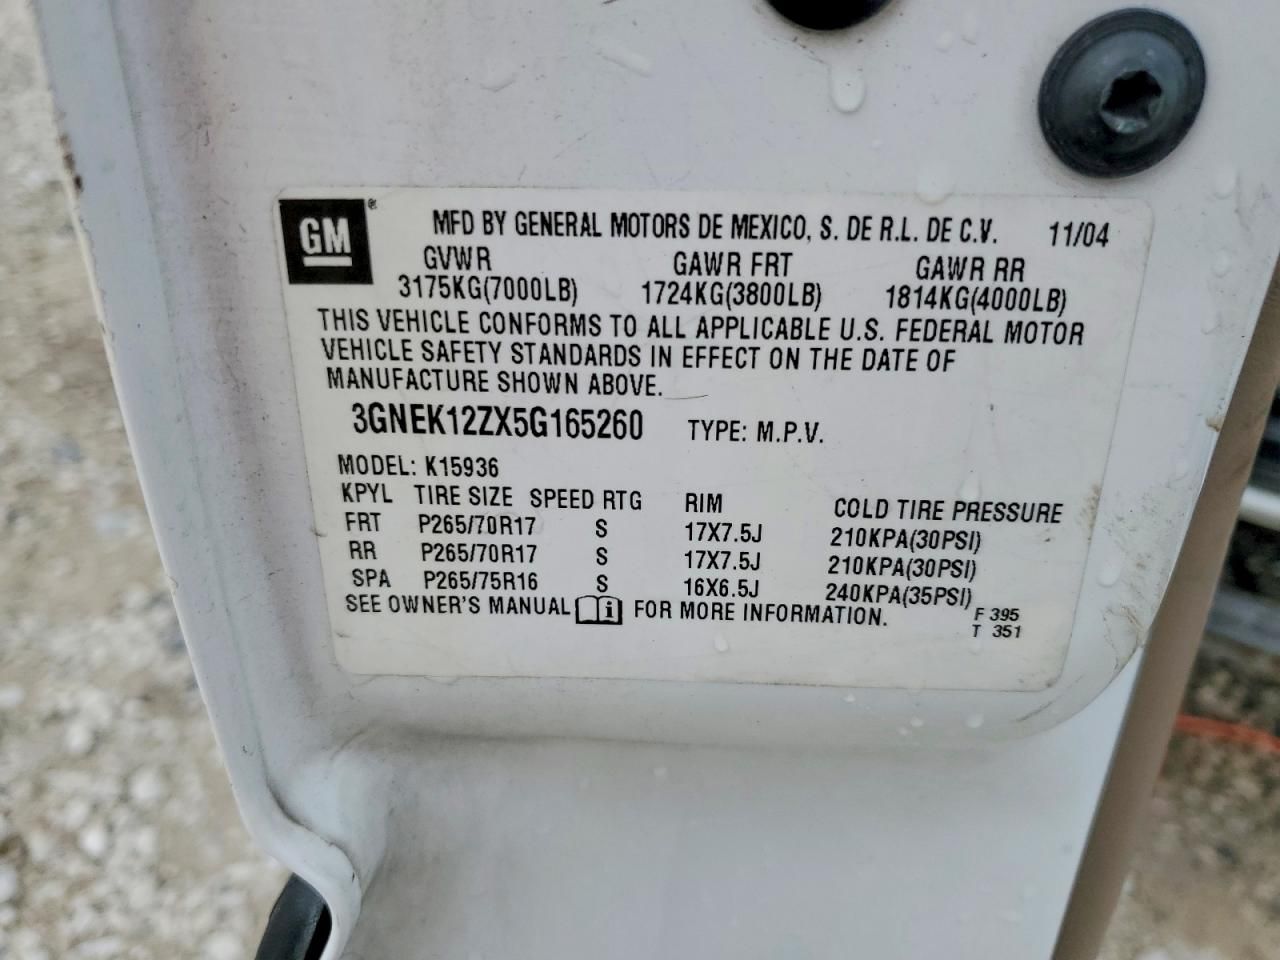 GM ®
MFD BY GENERAL MOTORS DE MEXICO, S. DE R.L. DE C.V. 11/04
GVWR GAWR FRT GAWR RR
3175KG(7000LB) 1724KG(3800LB) 1814KG(4000LB)
THIS VEHICLE CONFORMS TO ALL APPLICABLE U.S. FEDERAL MOTOR
VEHICLE SAFETY STANDARDS IN EFFECT ON THE DATE OF
MANUFACTURE SHOWN ABOVE.
3GNEK12ZX5G165260 TYPE: M.P.V.
MODEL: K15936
KPYL TIRE SIZE SPEED RTG RIM COLD TIRE PRESSURE
FRT P265/70R17 S 17X7.5J 210KPA(30PSI)
RR P265/70R17 S 17X7.5J 210KPA(30PSI)
SPA P265/75R16 S 16X6.5J 240KPA(35PSI)
SEE OWNER'S MANUAL i FOR MORE INFORMATION. F 395
T 351